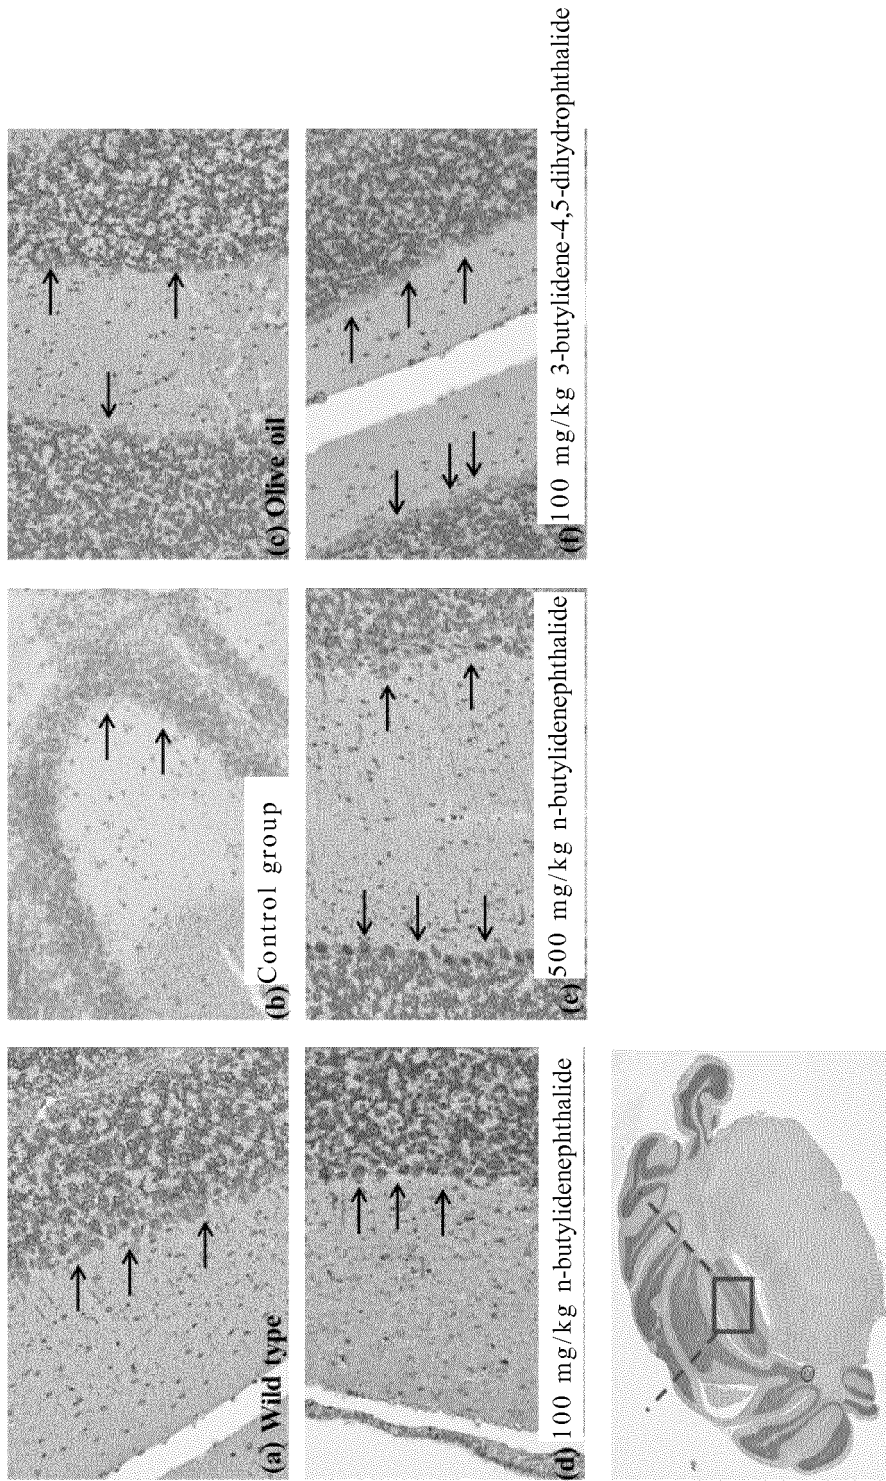 (a) Wild type
(b) Control group
(c) Olive oil
(d) 100 mg/kg n-butylidenephthalide
(e) 500 mg/kg n-butylidenephthalide
(f) 100 mg/kg 3-butylidene-4,5-dihydrophthalide